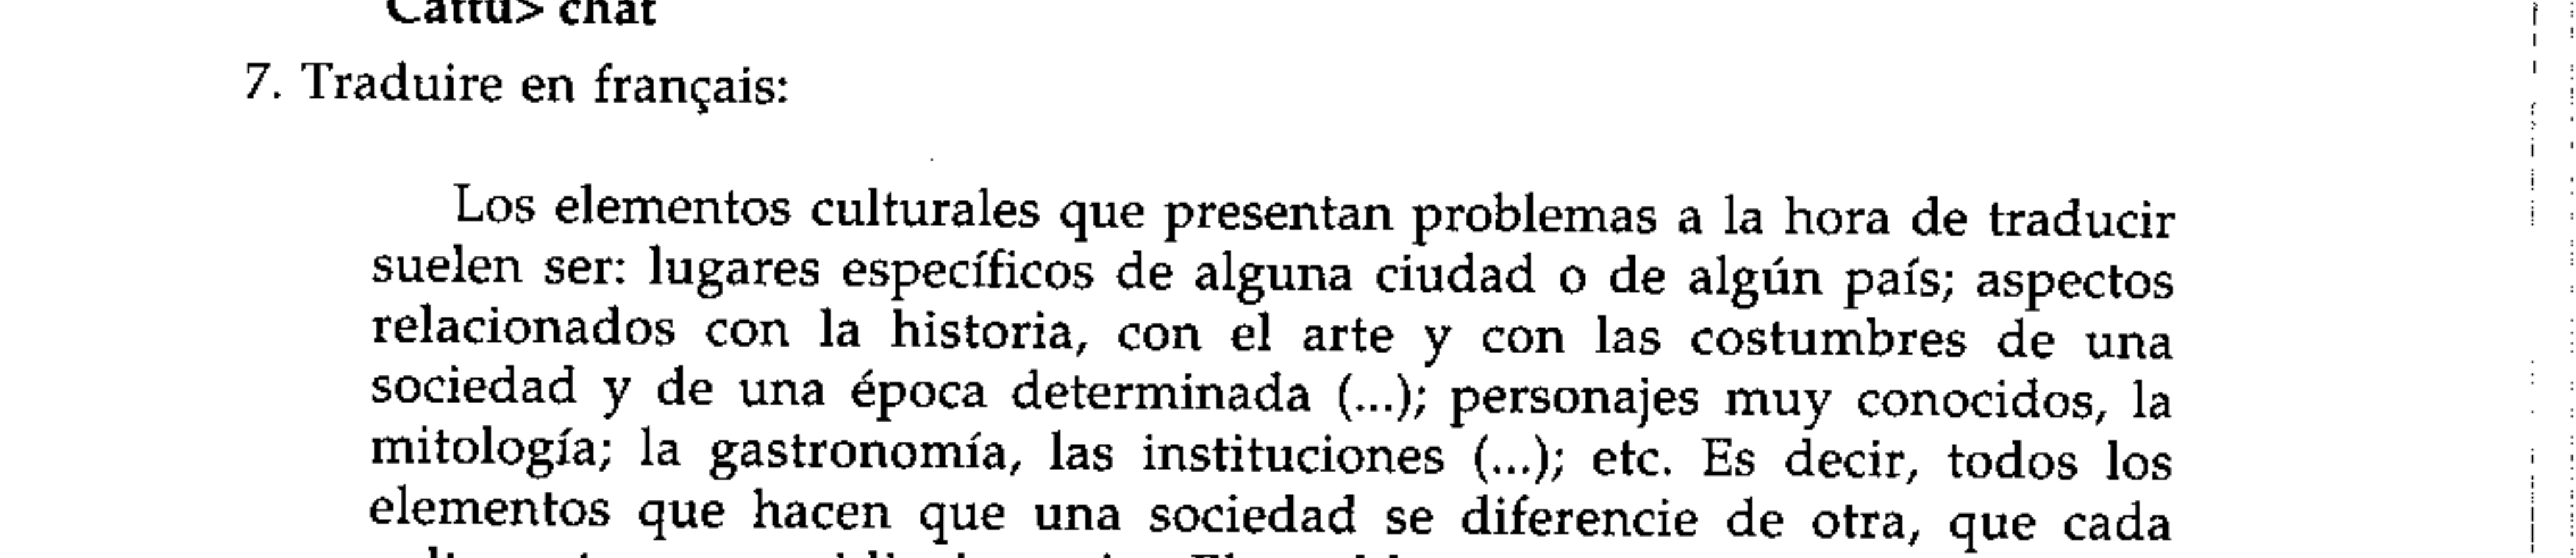 Cattu> chat
7. Traduire en français:
Los elementos culturales que presentan problemas a la hora de traducir
suelen ser: lugares específicos de alguna ciudad o de algún país; aspectos
relacionados con la historia, con el arte y con las costumbres de una
sociedad y de una época determinada (...); personajes muy conocidos, la
mitología; la gastronomía, las instituciones (...); etc. Es decir, todos los
elementos que hacen que una sociedad se diferencie de otra, que cada